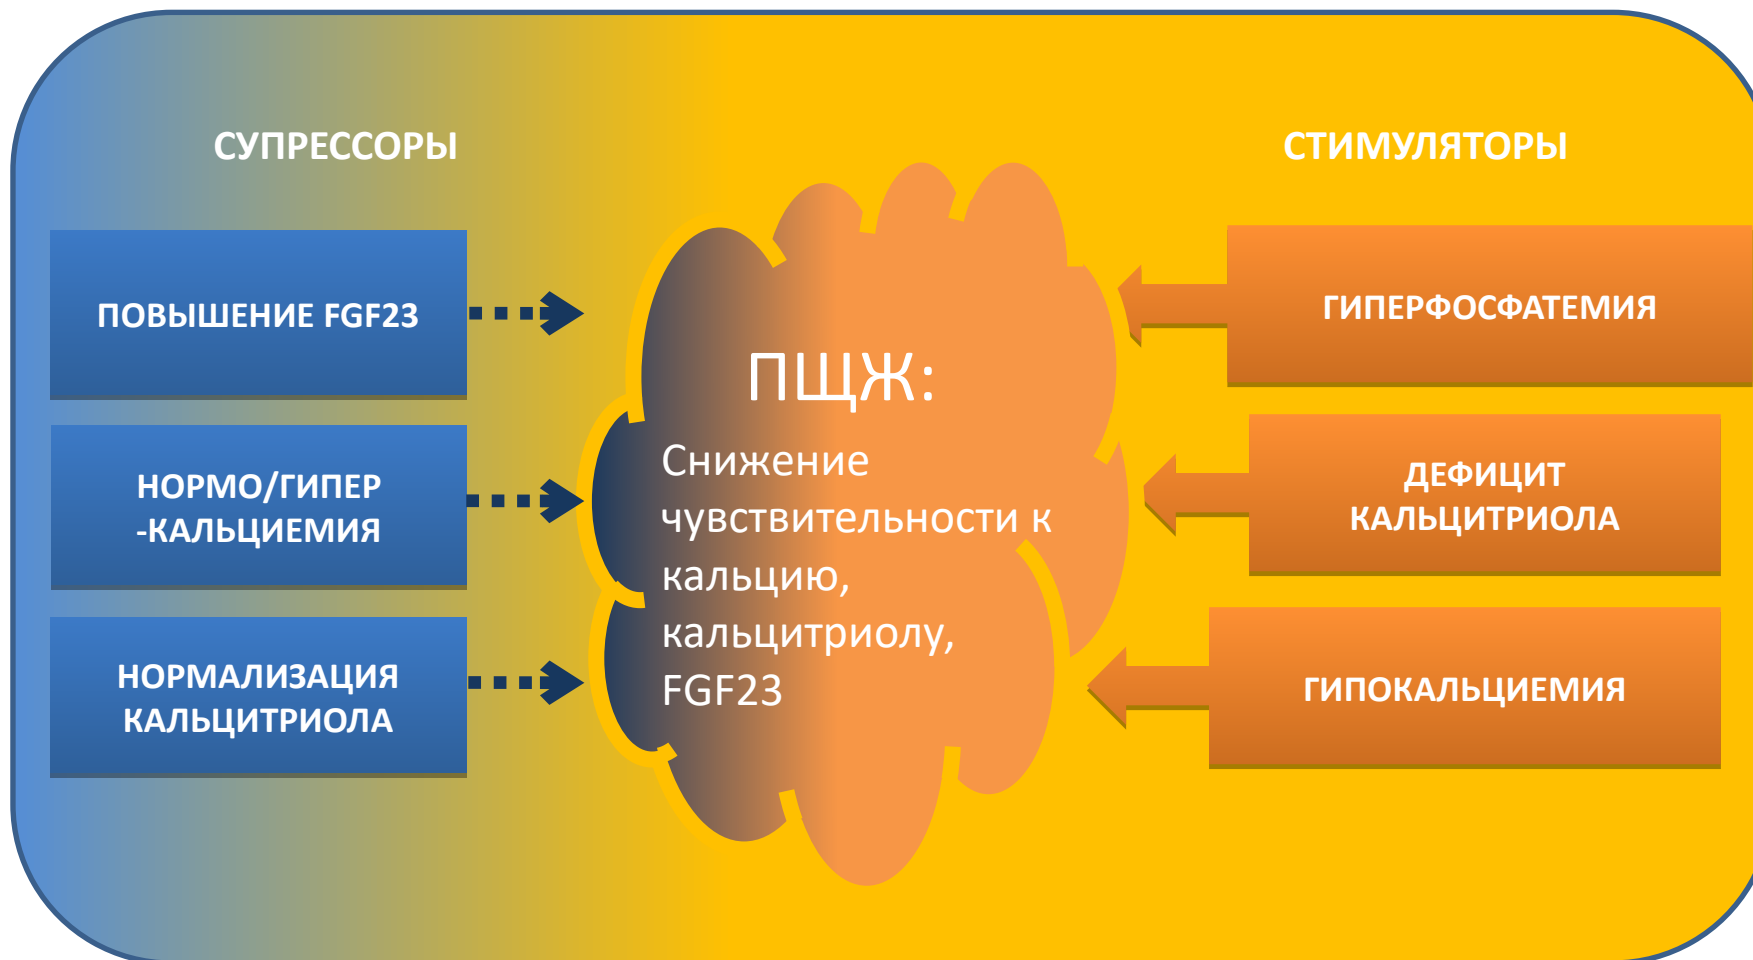 СУПРЕССОРЫ
СТИМУЛЯТОРЫ
ПОВЫШЕНИЕ FGF23
НОРМО/ГИПЕР
-КАЛЬЦИЕМИЯ
НОРМАЛИЗАЦИЯ
КАЛЬЦИТРИОЛА
ПЩЖ:
Снижение
чувствительности к
кальцию,
кальцитриолу,
FGF23
ГИПЕРФОСФАТЕМИЯ
ДЕФИЦИТ
КАЛЬЦИТРИОЛА
ГИПОКАЛЬЦИЕМИЯ